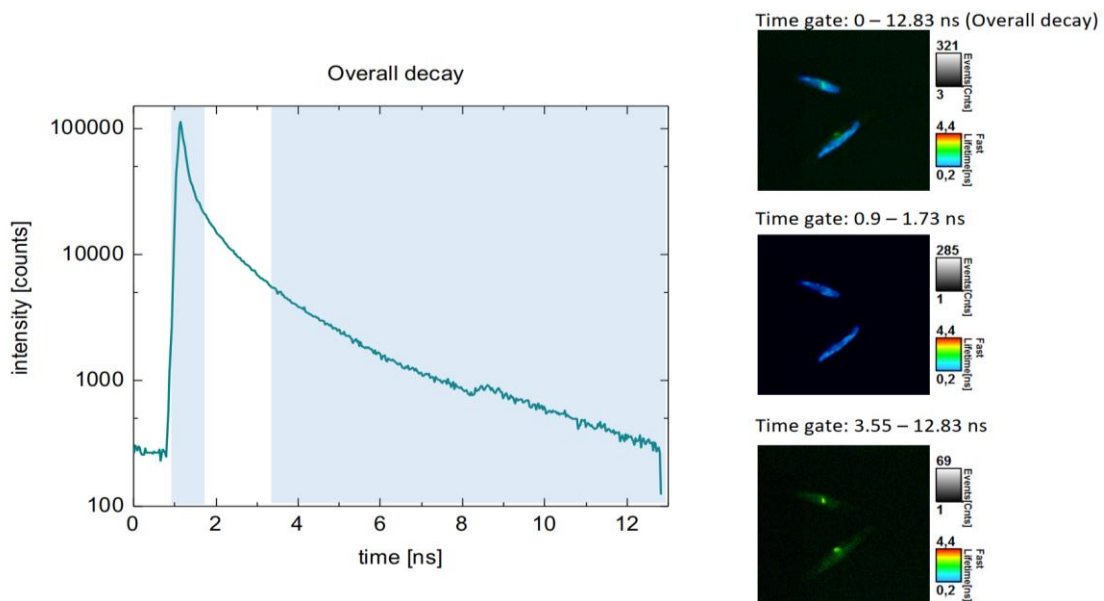 Overall decay
100000
10000
1000
100
0 2 4 6 8 10 12
intensity [counts]
time [ns]
Time gate: 0 – 12.83 ns (Overall decay)
321
Events[Cnts]
3
4,4
Fast
Lifetime[ns]
0,2
Time gate: 0.9 – 1.73 ns
285
Events[Cnts]
1
4,4
Fast
Lifetime[ns]
0,2
Time gate: 3.55 – 12.83 ns
69
Events[Cnts]
1
4,4
Fast
Lifetime[ns]
0,2